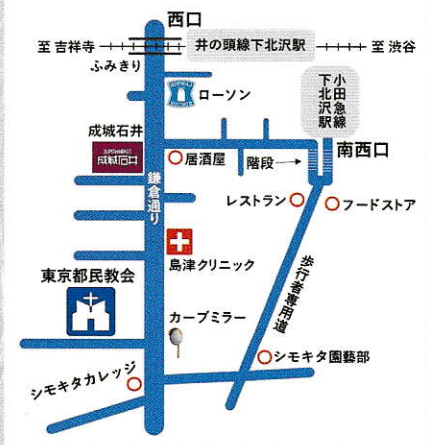 西口
至 吉祥寺
井の頭線下北沢駅
至 渋谷
ふみきり
ローソン
小田急線
下北沢駅
成城石井
SUPERMARKET
成城石井
居酒屋
階段→
南西口
鎌倉通り
レストラン
フードストア
島津クリニック
東京都民教会
歩行者専用道
カーブミラー
シモキタ園藝部
シモキタカレッジ